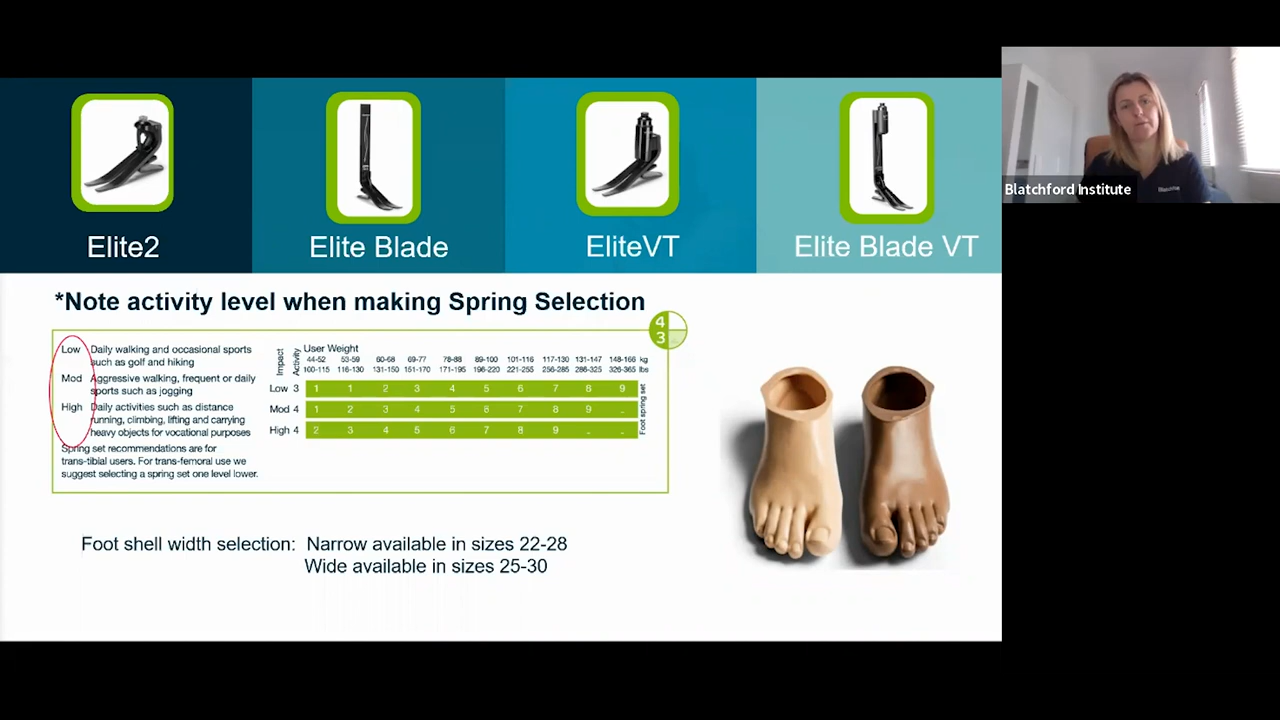 Elite2
Elite Blade
EliteVT
Elite Blade VT
Blatchford Institute
*Note activity level when making Spring Selection
4
3
Low Daily walking and occasional sports
such as golf and hiking
Mod Aggressive walking, frequent or daily
sports such as jogging
High Daily activities such as distance
running, climbing, lifting and carrying
heavy objects for vocational purposes
Spring set recommendations are for
trans-tibial users. For trans-femoral use we
suggest selecting a spring set one level lower.
Impact
Activity
User Weight
44-52 53-59 60-68 69-77 78-88 89-100 101-116 117-130 131-147 148-166 kg
100-115 116-130 131-150 151-170 171-195 196-220 221-255 256-285 286-325 326-365 lbs
Low 3 1 1 2 3 4 5 6 7 8 9
Mod 4 1 2 3 4 5 6 7 8 9 -
High 4 2 3 4 5 6 7 8 9 - -
Foot spring set
Foot shell width selection: Narrow available in sizes 22-28
Wide available in sizes 25-30